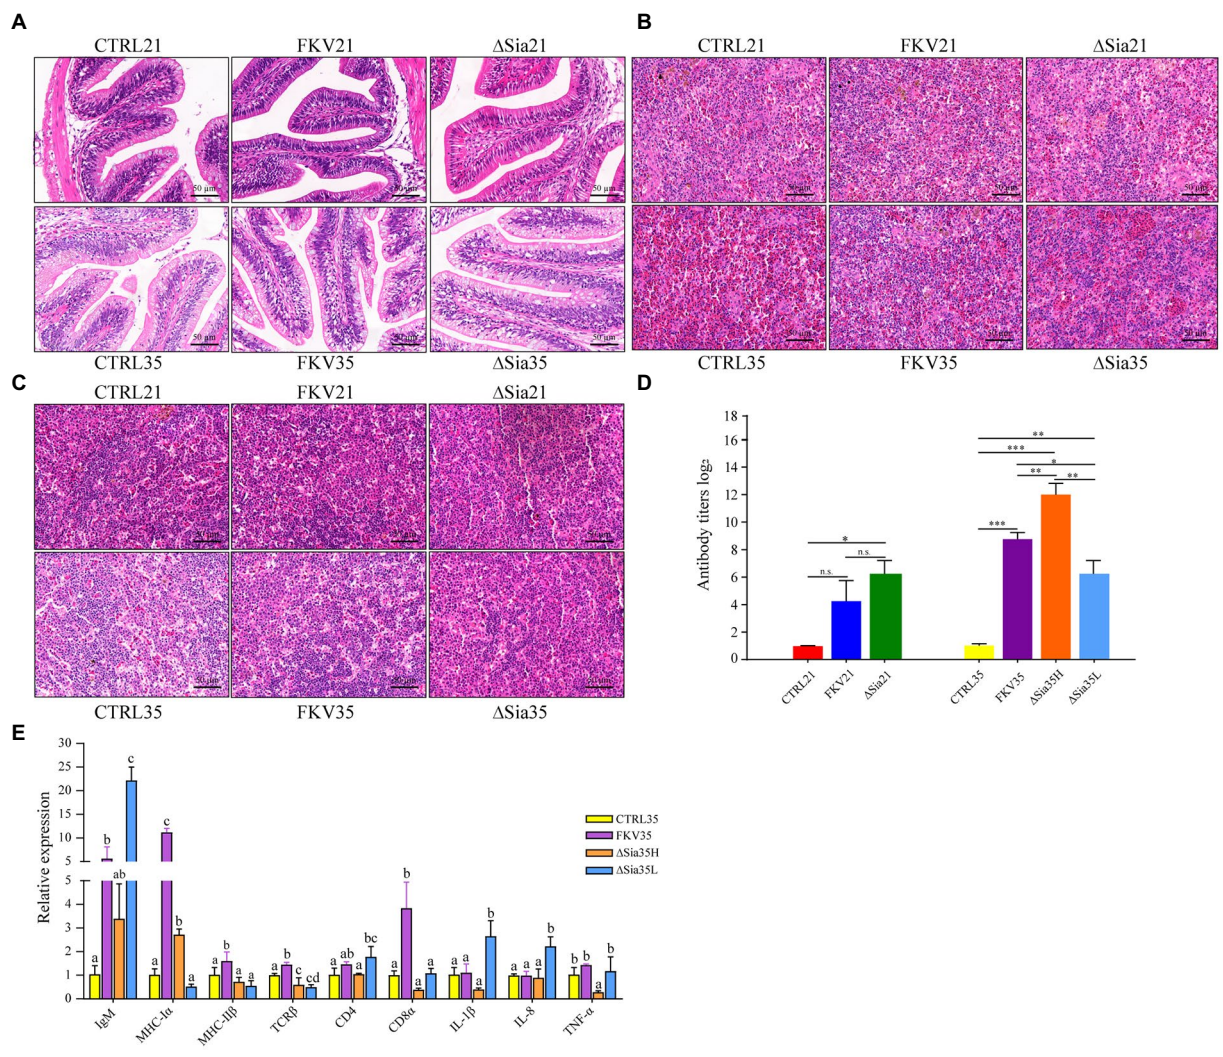 A
CTRL21 FKV21 ΔSia21
50 µm 50 µm 50 µm
50 µm 50 µm 50 µm
CTRL35 FKV35 ΔSia35
B
CTRL21 FKV21 ΔSia21
50 µm 50 µm 50 µm
50 µm 50 µm 50 µm
CTRL35 FKV35 ΔSia35
C
CTRL21 FKV21 ΔSia21
50 µm 50 µm 50 µm
50 µm 50 µm 50 µm
CTRL35 FKV35 ΔSia35
D
Antibody titers log₂
18
16
14
12
10
8
6
4
2
0
n.s. n.s. *
*** ** ** * *** **
CTRL21 FKV21 ΔSia21 CTRL35 FKV35 ΔSia35H ΔSia35L
E
Relative expression
30
25
20
15
10
5
5
4
3
2
1
0
a b ab c
a c b a
a b a a
a b c cd
a ab a bc
a b a a
a a a b
a a a b
b b a b
IgM MHC-Iα MHC-IIβ TCRβ CD4 CD8α IL-1β IL-8 TNF-α
CTRL35
FKV35
ΔSia35H
ΔSia35L